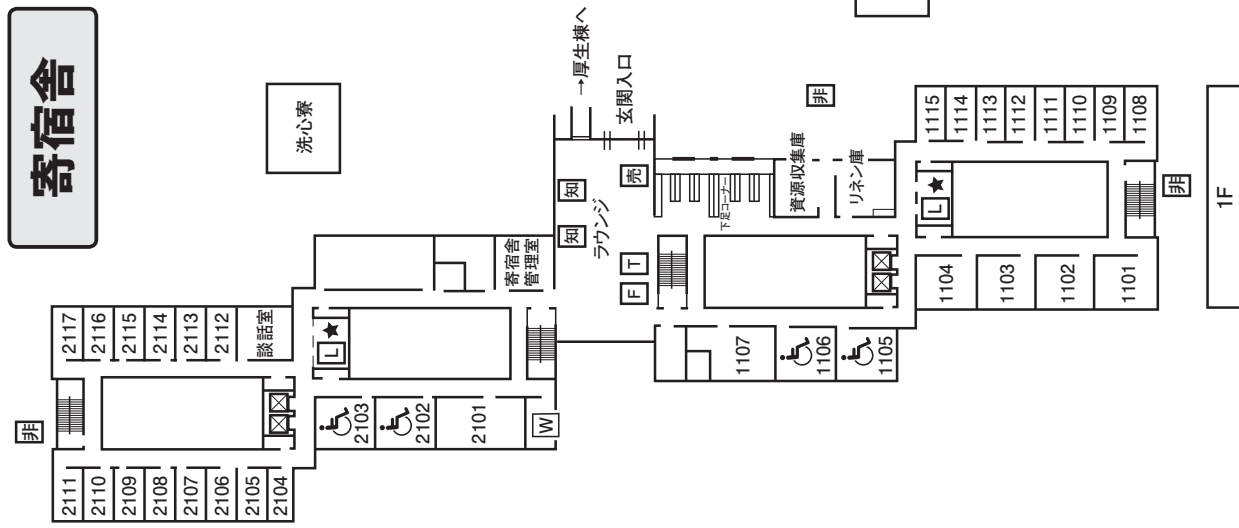 寄宿舎
洗心寮
→厚生棟へ
玄関入口
非
知
知
売
ラウンジ
T
F
下足コーナー
資源収集庫
リネン庫
寄宿舎
管理室
1115
1114
1113
1112
1111
1110
1109
1108
L
非
1104
1103
1102
1101
1107
1106
1105
2117
2116
2115
2114
2113
2112
談話室
L
非
2103
2102
2101
W
2111
2110
2109
2108
2107
2106
2105
2104
1F